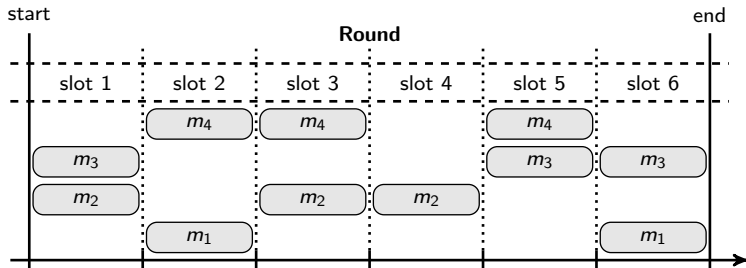 start end
Round
slot 1 slot 2 slot 3 slot 4 slot 5 slot 6
m4 m4 m4
m3 m3 m3
m2 m2 m2
m1 m1